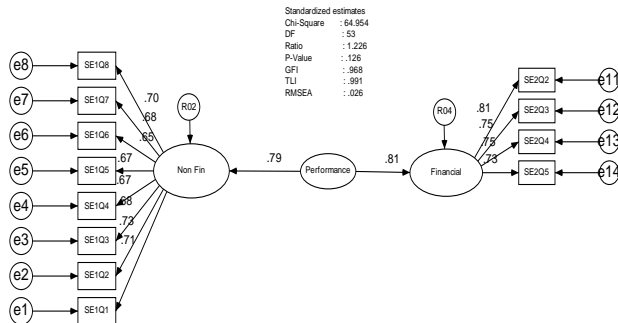 Standardized estimates
Chi-Square : 64.954
DF : 53
Ratio : 1.226
P-Value : .126
GFI : .968
TLI : .991
RMSEA : .026
e8 SE1Q8
e7 SE1Q7
e6 SE1Q6
e5 SE1Q5
e4 SE1Q4
e3 SE1Q3
e2 SE1Q2
e1 SE1Q1
.70
.68
.65
.67
.67
.68
.73
.71
R02
Non Fin
.79
Performance
.81
R04
Financial
.81
.75
.75
.73
SE2Q2 e11
SE2Q3 e12
SE2Q4 e13
SE2Q5 e14